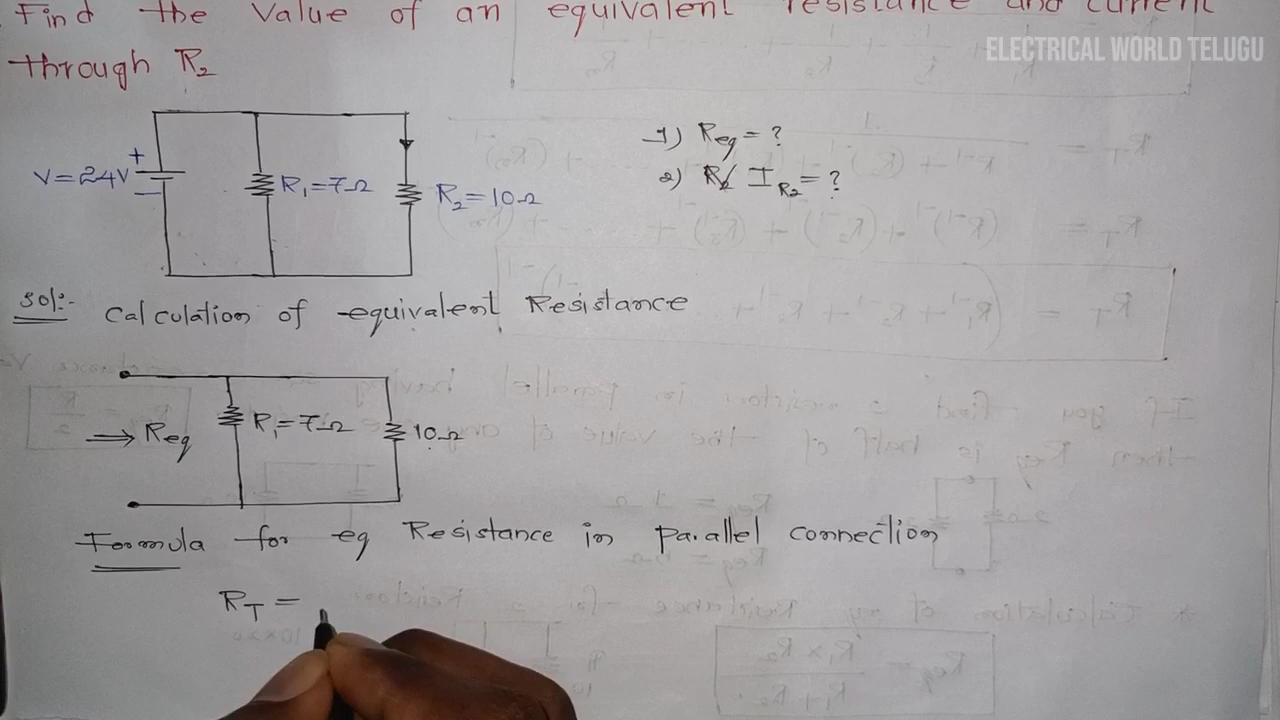 Find the Value of an equivalent resistance and current
through R₂
ELECTRICAL WORLD TELUGU
V=24V
+
−
R₁=7Ω
R₂=10Ω
1) Req=?
2) I R₂=?
Sol:- Calculation of equivalent Resistance
⇒Req
R₁=7Ω
10Ω
Formula for eq Resistance in parallel connection
R_T =